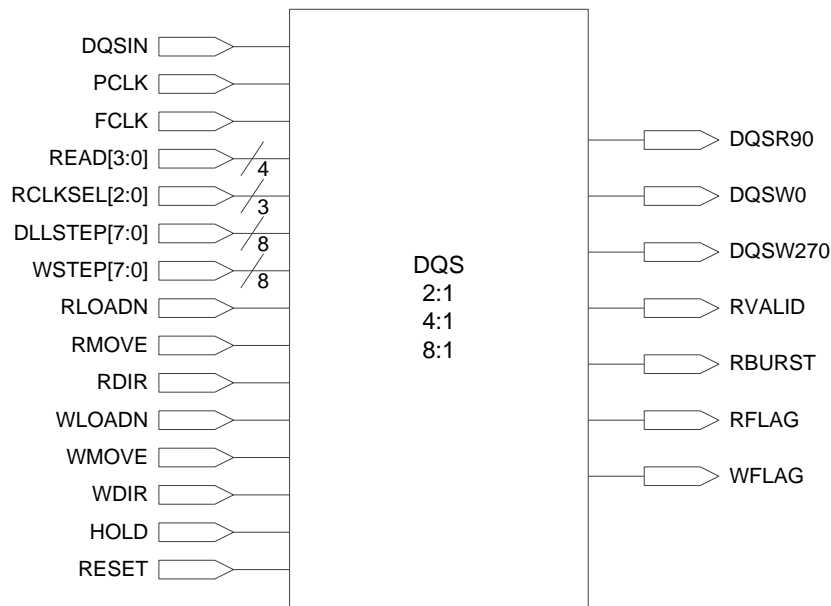 DQSIN
PCLK
FCLK
READ[3:0]
4
RCLKSEL[2:0]
3
DLLSTEP[7:0]
8
WSTEP[7:0]
8
RLOADN
RMOVE
RDIR
WLOADN
WMOVE
WDIR
HOLD
RESET
DQS
2:1
4:1
8:1
DQSR90
DQSW0
DQSW270
RVALID
RBURST
RFLAG
WFLAG